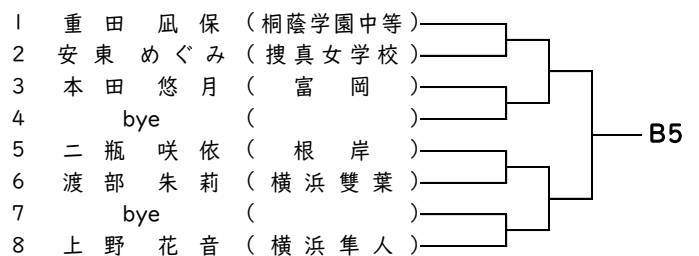 1 重田 凪保 (桐蔭学園中等)
2 安東 めぐみ (捜真女学校)
3 本田 悠月 (富岡)
4 bye ( )
B5
5 二瓶 咲依 (根岸)
6 渡部 朱莉 (横浜雙葉)
7 bye ( )
8 上野 花音 (横浜隼人)